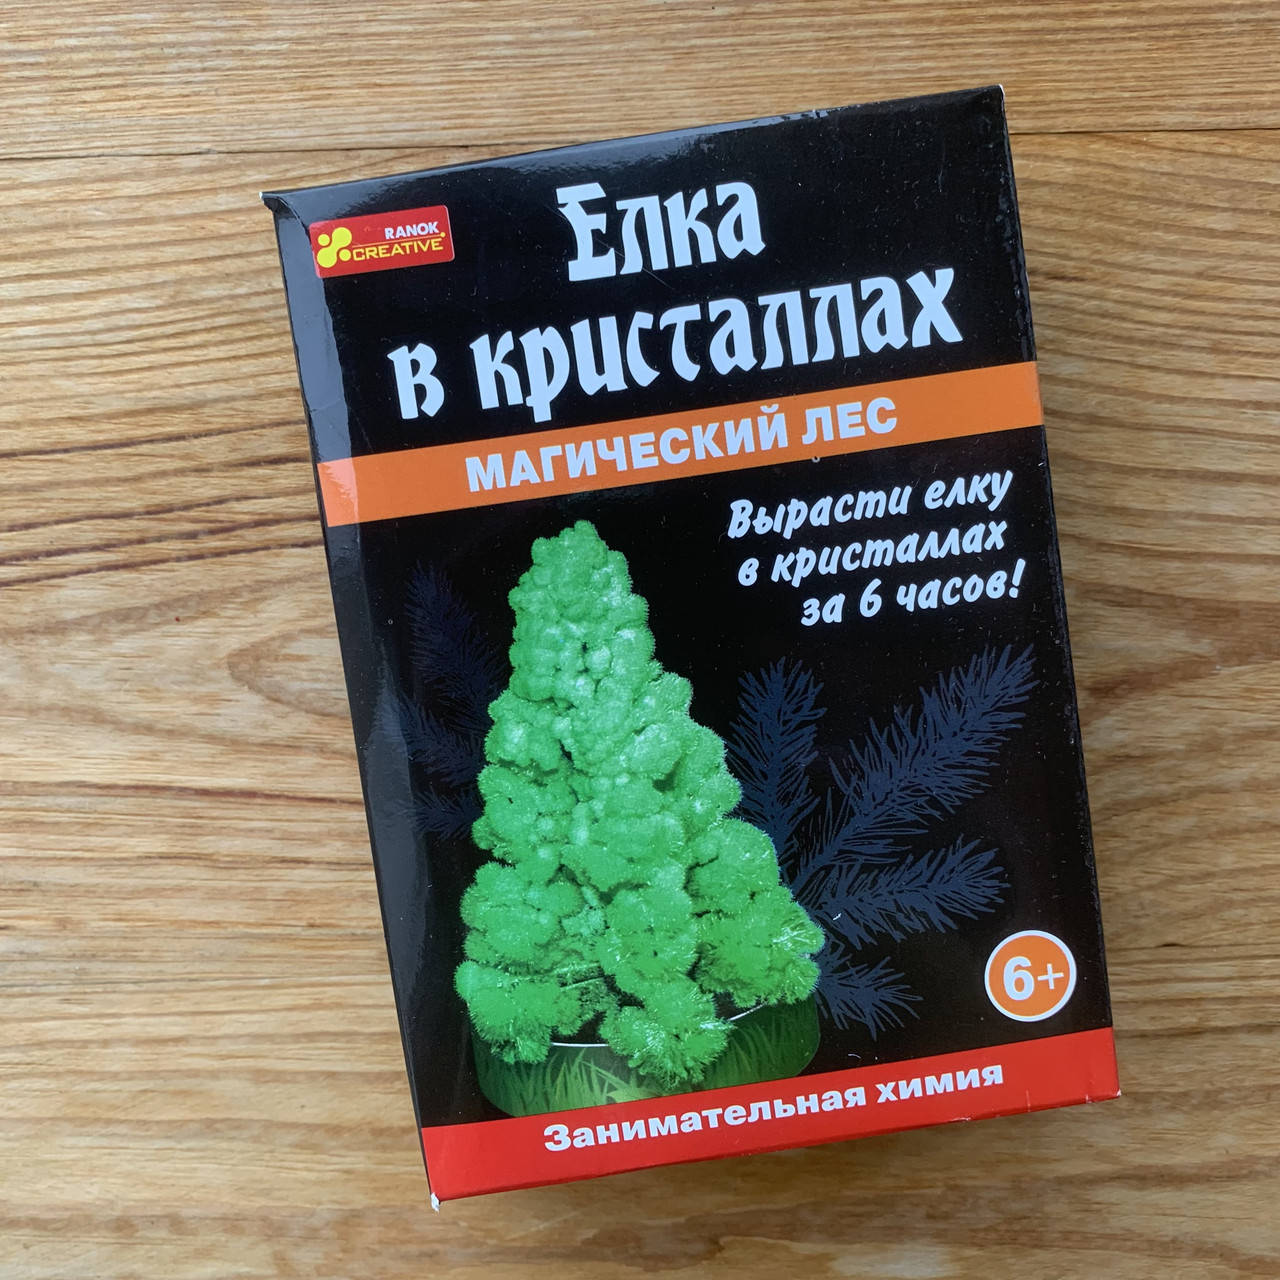 RANOK
CREATIVE
Елка
в кристаллах
МАГИЧЕСКИЙ ЛЕС
Вырасти елку
в кристаллах
за 6 часов!
6+
Занимательная химия